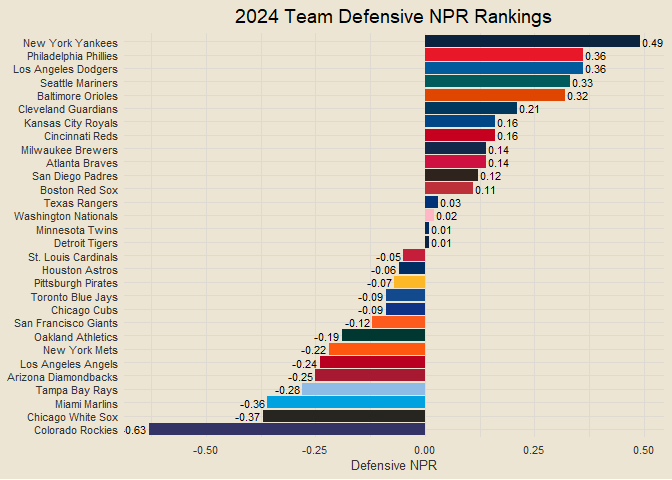 2024 Team Defensive NPR Rankings
New York Yankees 0.49
Philadelphia Phillies 0.36
Los Angeles Dodgers 0.36
Seattle Mariners 0.33
Baltimore Orioles 0.32
Cleveland Guardians 0.21
Kansas City Royals 0.16
Cincinnati Reds 0.16
Milwaukee Brewers 0.14
Atlanta Braves 0.14
San Diego Padres 0.12
Boston Red Sox 0.11
Texas Rangers 0.03
Washington Nationals 0.02
Minnesota Twins 0.01
Detroit Tigers 0.01
St. Louis Cardinals -0.05
Houston Astros -0.06
Pittsburgh Pirates -0.07
Toronto Blue Jays -0.09
Chicago Cubs -0.09
San Francisco Giants -0.12
Oakland Athletics -0.19
New York Mets -0.22
Los Angeles Angels -0.24
Arizona Diamondbacks -0.25
Tampa Bay Rays -0.28
Miami Marlins -0.36
Chicago White Sox -0.37
Colorado Rockies -0.63
-0.50 -0.25 0.00 0.25 0.50
Defensive NPR